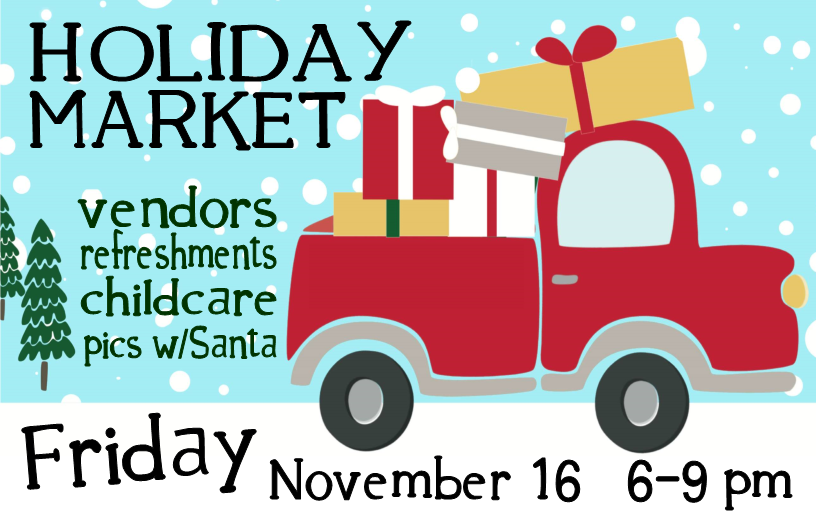 HOLIDAY
MARKET
vendors
refreshments
childcare
pics w/Santa
Friday November 16 6-9 pm